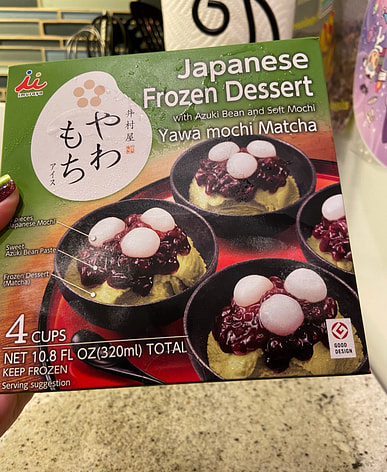 imuraya
Japanese
Frozen Dessert
with Azuki Bean and Soft Mochi
Yawa mochi Matcha
井村屋
やわ
もち
アイス
pieces
Japanese Mochi
Sweet
Azuki Bean Paste
Frozen Dessert
(Matcha)
4 CUPS
NET 10.8 FL OZ(320ml) TOTAL
KEEP FROZEN
Serving suggestion
GOOD
DESIGN